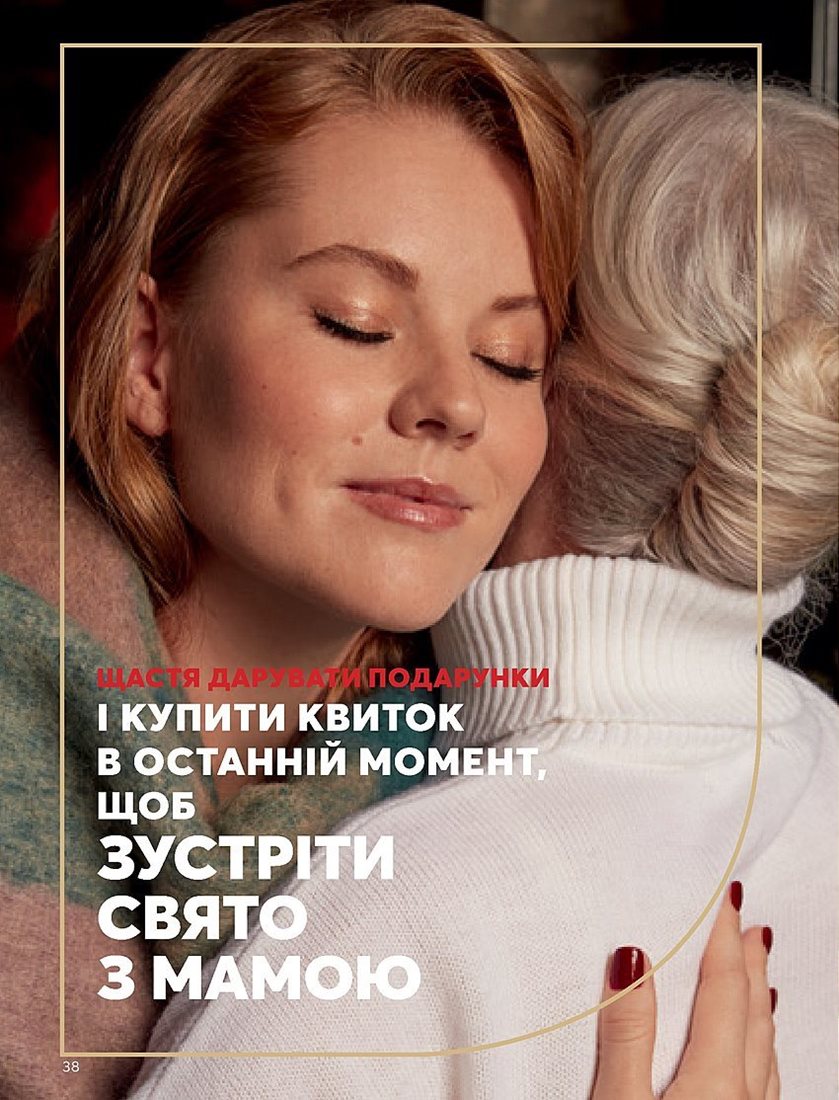 ЩАСТЯ ДАРУВАТИ ПОДАРУНКИ
І КУПИТИ КВИТОК
В ОСТАННІЙ МОМЕНТ,
ЩОБ
ЗУСТРІТИ
СВЯТО
З МАМОЮ
38